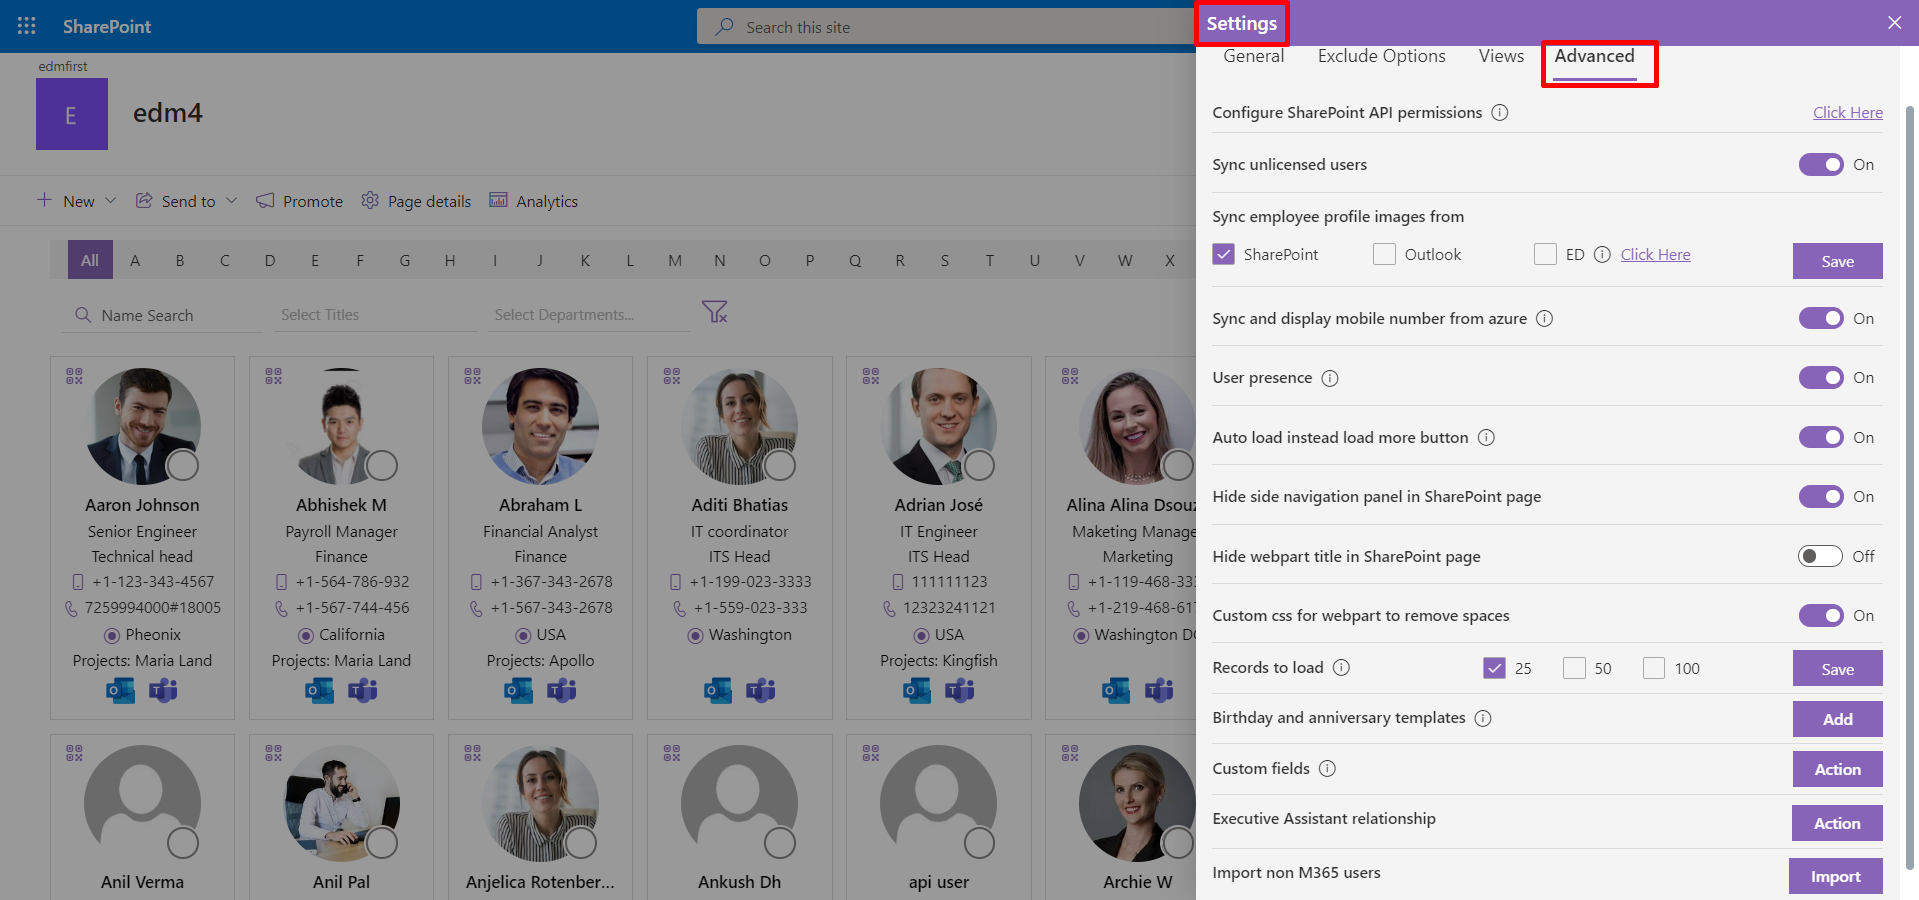 SharePoint
Search this site
Settings
General Exclude Options Views Advanced
edmfirst
E
edm4
New Send to Promote Page details Analytics
All A B C D E F G H I J K L M N O P Q R S T U V W X
Name Search Select Titles Select Departments...
Aaron Johnson
Senior Engineer
Technical head
+1-123-343-4567
7259994000#18005
Pheonix
Projects: Maria Land
Abhishek M
Payroll Manager
Finance
+1-564-786-932
+1-567-744-456
California
Projects: Maria Land
Abraham L
Financial Analyst
Finance
+1-367-343-2678
+1-567-343-2678
USA
Projects: Apollo
Aditi Bhatias
IT coordinator
ITS Head
+1-199-023-3333
+1-559-023-333
Washington
Adrian José
IT Engineer
ITS Head
111111123
12323241121
USA
Projects: Kingfish
Alina Alina Dsouz
Maketing Manage
Marketing
+1-119-468-333
+1-219-468-617
Washington DC
Anil Verma
Anil Pal
Anjelica Rotenber...
Ankush Dh
api user
Archie W
Configure SharePoint API permissions Click Here
Sync unlicensed users On
Sync employee profile images from
SharePoint Outlook ED Click Here Save
Sync and display mobile number from azure On
User presence On
Auto load instead load more button On
Hide side navigation panel in SharePoint page On
Hide webpart title in SharePoint page Off
Custom css for webpart to remove spaces On
Records to load 25 50 100 Save
Birthday and anniversary templates Add
Custom fields Action
Executive Assistant relationship Action
Import non M365 users Import